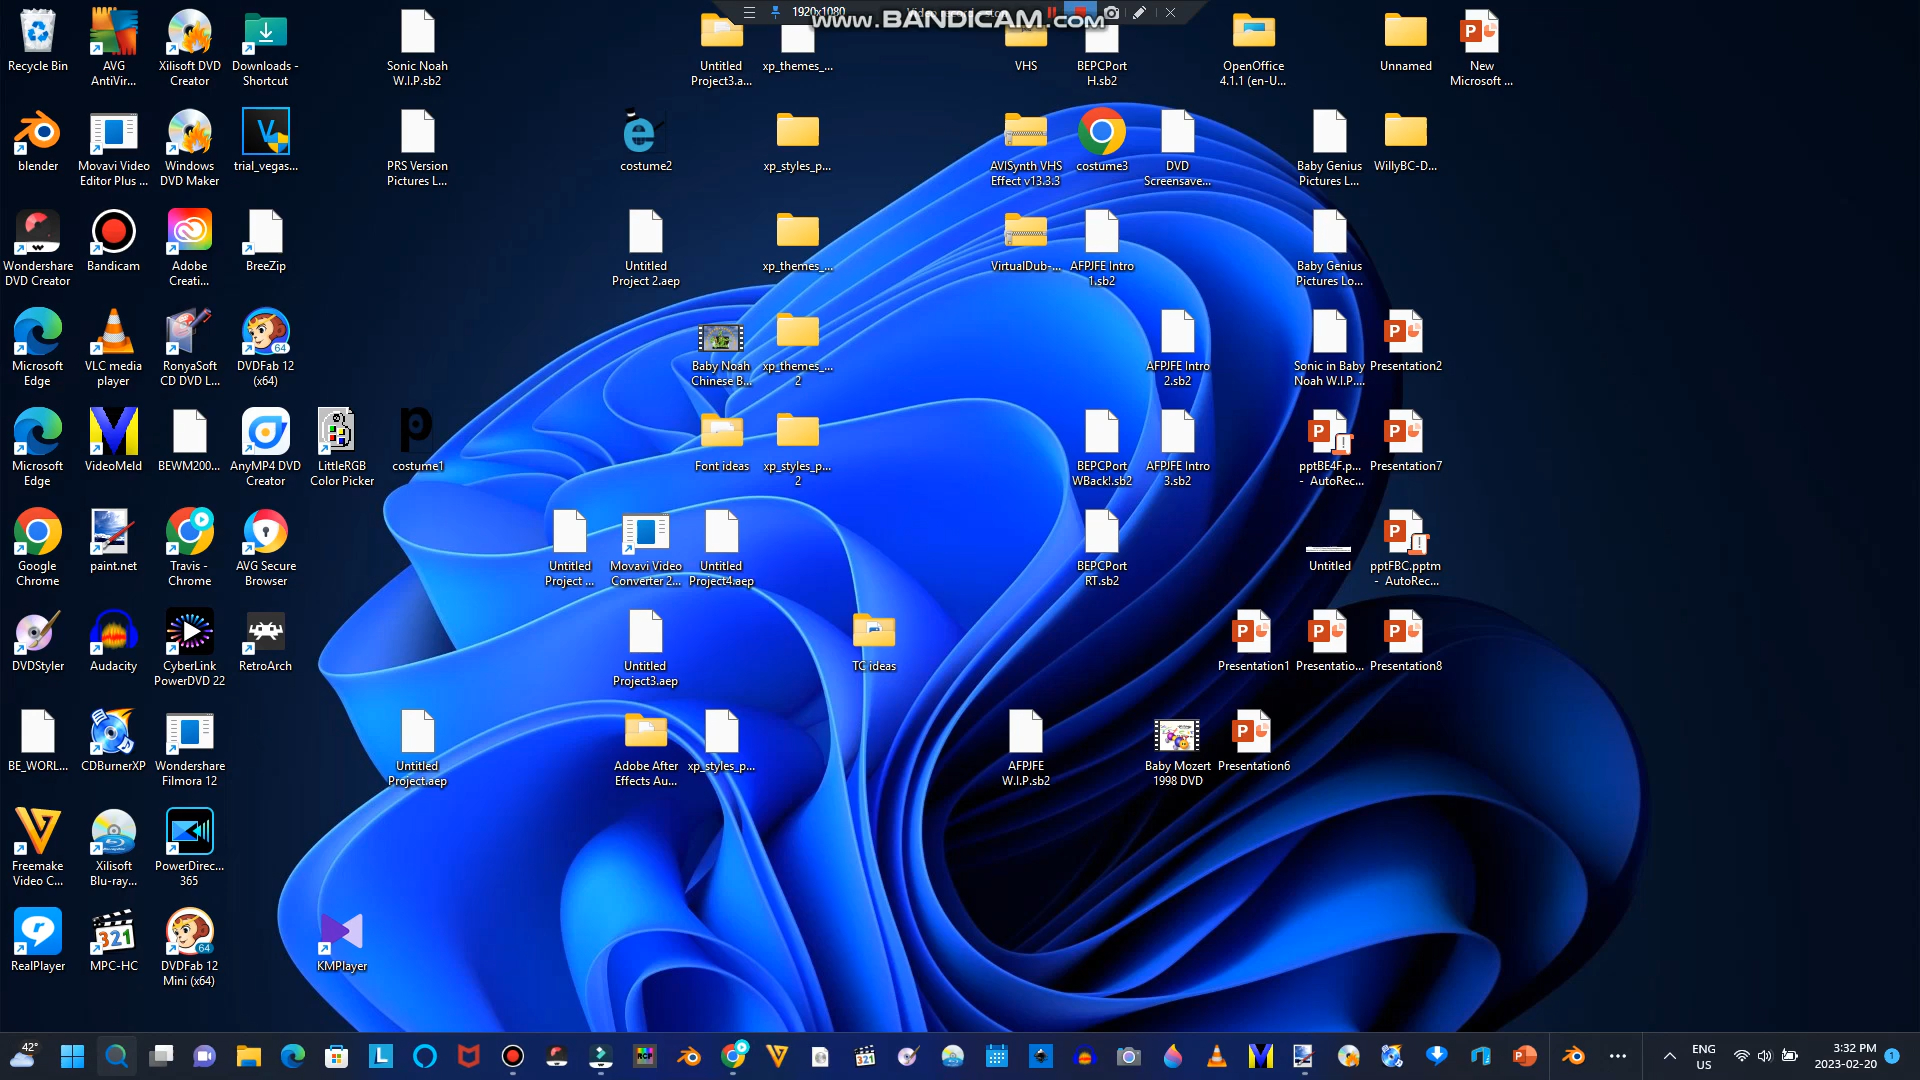 1920x1080
www.BANDICAM.com
Recycle Bin
AVG
AntiVir...
Xilisoft DVD
Creator
Downloads -
Shortcut
Sonic Noah
W.I.P.sb2
Untitled
Project3.a...
xp_themes_...
VHS
BEPCPort
H.sb2
OpenOffice
4.1.1 (en-U...
Unnamed
New
Microsoft ...
blender
Movavi Video
Editor Plus ...
Windows
DVD Maker
trial_vegas...
PRS Version
Pictures L...
costume2
xp_styles_p...
AVISynth VHS
Effect v13.3.3
costume3
DVD
Screensave...
Baby Genius
Pictures L...
WillyBC-D...
Wondershare
DVD Creator
Bandicam
Adobe
Creati...
BreeZip
Untitled
Project 2.aep
xp_themes_...
VirtualDub-...
AFPJFE Intro
1.sb2
Baby Genius
Pictures Lo...
Microsoft
Edge
VLC media
player
RonyaSoft
CD DVD L...
DVDFab 12
(x64)
Baby Noah
Chinese B...
xp_themes_...
2
AFPJFE Intro
2.sb2
Sonic in Baby
Noah W.I.P....
Presentation2
Microsoft
Edge
VideoMeld
BEWM200...
AnyMP4 DVD
Creator
LittleRGB
Color Picker
costume1
Font ideas
xp_styles_p...
2
BEPCPort
WBack!.sb2
AFPJFE Intro
3.sb2
pptBE4F.p...
- AutoRec...
Presentation7
Google
Chrome
paint.net
Travis -
Chrome
AVG Secure
Browser
Untitled
Project ...
Movavi Video
Converter 2...
Untitled
Project4.aep
BEPCPort
RT.sb2
Untitled
pptFBC.pptm
- AutoRec...
DVDStyler
Audacity
CyberLink
PowerDVD 22
RetroArch
Untitled
Project3.aep
TC ideas
Presentation1
Presentatio...
Presentation8
BE_WORL...
CDBurnerXP
Wondershare
Filmora 12
Untitled
Project.aep
Adobe After
Effects Au...
xp_styles_p...
AFPJFE
W.I.P.sb2
Baby Mozert
1998 DVD
Presentation6
Freemake
Video C...
Xilisoft
Blu-ray...
PowerDirec...
365
RealPlayer
MPC-HC
DVDFab 12
Mini (x64)
KMPlayer
42°
ENG
US
3:32 PM
2023-02-20
1